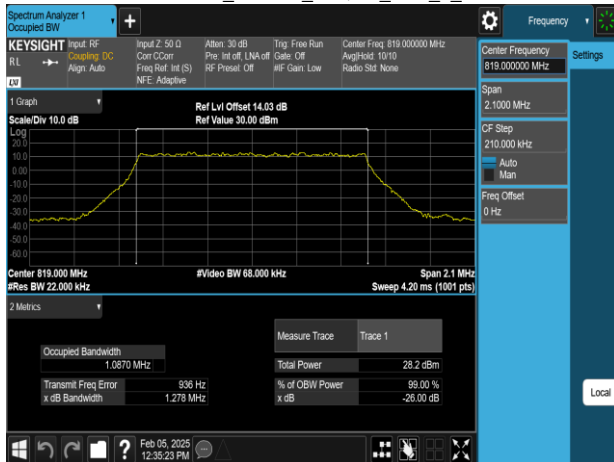 Spectrum Analyzer 1
Occupied BW
+
Frequency
KEYSIGHT Input: RF Input Z: 50 Ω Atten: 30 dB Trig: Free Run Center Freq: 819.000000 MHz
RL Coupling: DC Corr CCorr Pre: Int off, LNA off Gate: Off Avg|Hold: 10/10
Align: Auto Freq Ref: Int (S) RF Presel: Off #IF Gain: Low Radio Std: None
NFE: Adaptive
LXI
Center Frequency
819.000000 MHz
Settings
Span
2.1000 MHz
CF Step
210.000 kHz
Auto
Man
Freq Offset
0 Hz
Local
1 Graph
Ref Lvl Offset 14.03 dB
Scale/Div 10.0 dB Ref Value 30.00 dBm
Log
20.0
10.0
0.00
-10.0
-20.0
-30.0
-40.0
-50.0
-60.0
Center 819.000 MHz #Video BW 68.000 kHz Span 2.1 MHz
#Res BW 22.000 kHz Sweep 4.20 ms (1001 pts)
2 Metrics
Measure Trace Trace 1
Occupied Bandwidth
1.0870 MHz Total Power 28.2 dBm
Transmit Freq Error 936 Hz % of OBW Power 99.00 %
x dB Bandwidth 1.278 MHz x dB -26.00 dB
? Feb 05, 2025
12:35:23 PM